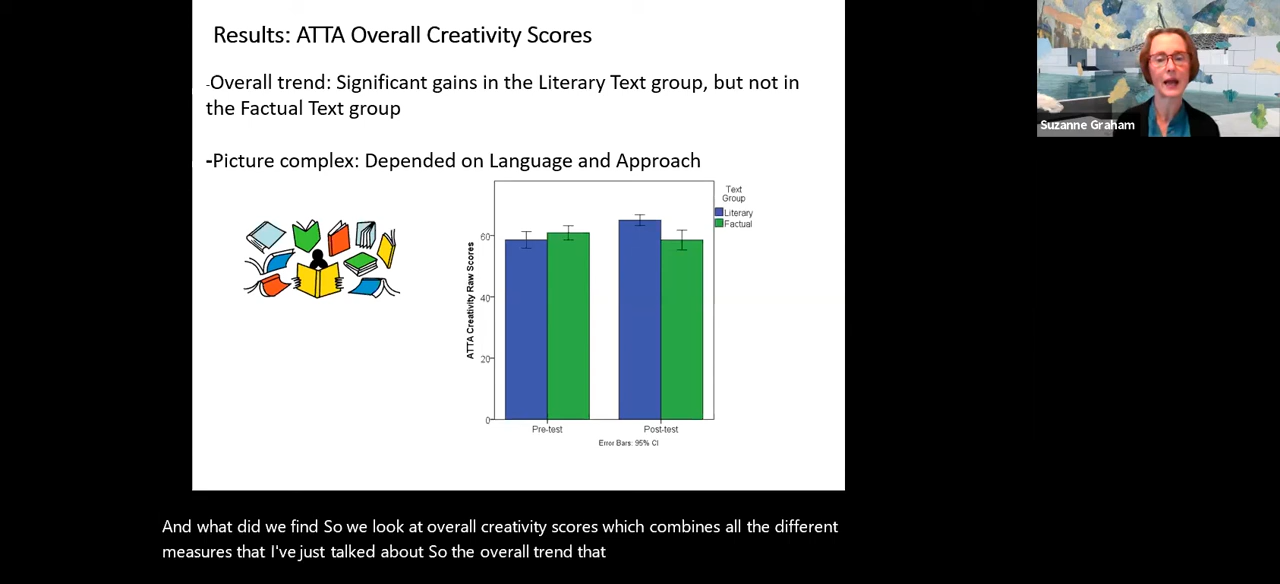 Results: ATTA Overall Creativity Scores
-Overall trend: Significant gains in the Literary Text group, but not in
the Factual Text group
-Picture complex: Depended on Language and Approach
Text
Group
Literary
Factual
ATTA Creativity Raw Scores
60
40
20
0
Pre-test
Post-test
Error Bars: 95% CI
Suzanne Graham
And what did we find So we look at overall creativity scores which combines all the different
measures that I've just talked about So the overall trend that